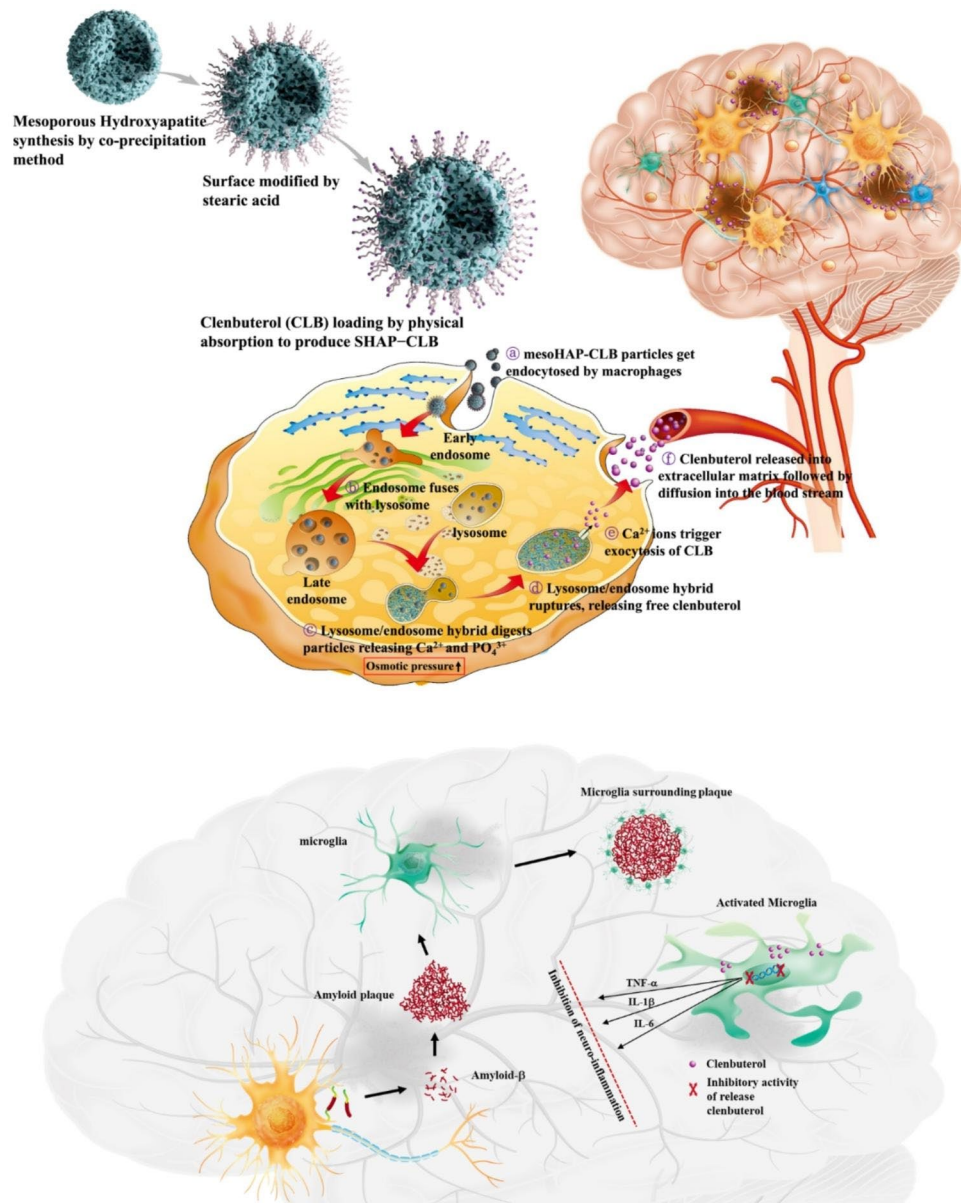 Mesoporous Hydroxyapatite
synthesis by co-precipitation
method
Surface modified by
stearic acid
Clenbuterol (CLB) loading by physical
absorption to produce SHAP−CLB
ⓐ mesoHAP-CLB particles get
endocytosed by macrophages
Early
endosome
ⓑ Endosome fuses
with lysosome
lysosome
Late
endosome
ⓒ Lysosome/endosome hybrid digests
particles releasing Ca²⁺ and PO₄³⁺
Osmotic pressure↑
ⓓ Lysosome/endosome hybrid
ruptures, releasing free clenbuterol
ⓔ Ca²⁺ ions trigger
exocytosis of CLB
ⓕ Clenbuterol released into
extracellular matrix followed by
diffusion into the blood stream
Microglia surrounding plaque
microglia
Activated Microglia
Amyloid plaque
TNF-α
IL-1β
IL-6
Inhibition of neuro-inflammation
Amyloid-β
Clenbuterol
Inhibitory activity
of release
clenbuterol